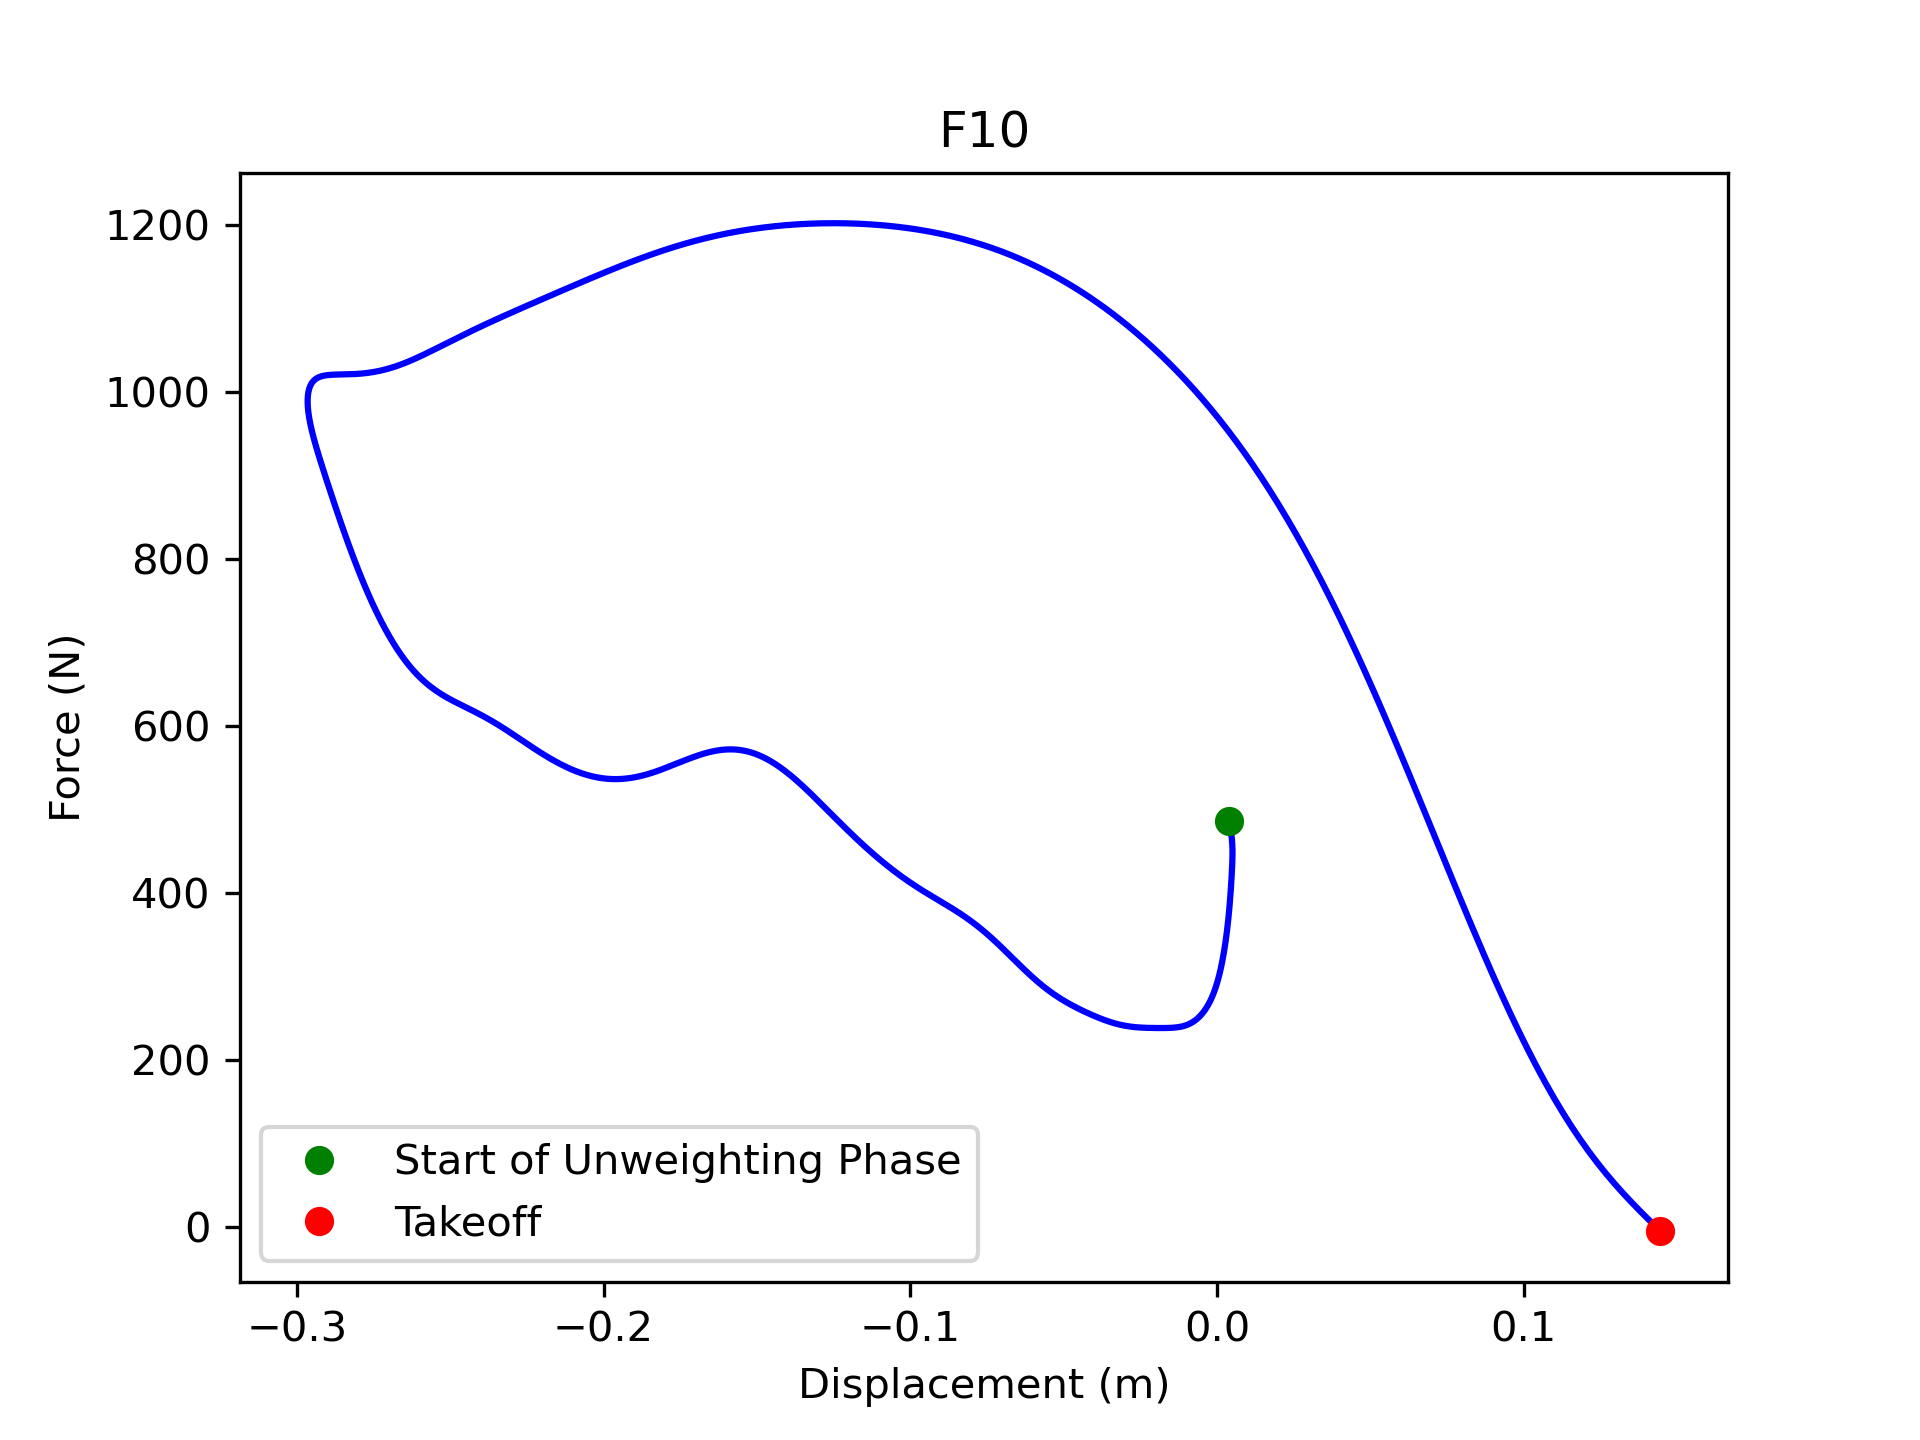 F10
1200
1000
800
600
400
200
0
Force (N)
Start of Unweighting Phase
Takeoff
−0.3 −0.2 −0.1 0.0 0.1
Displacement (m)